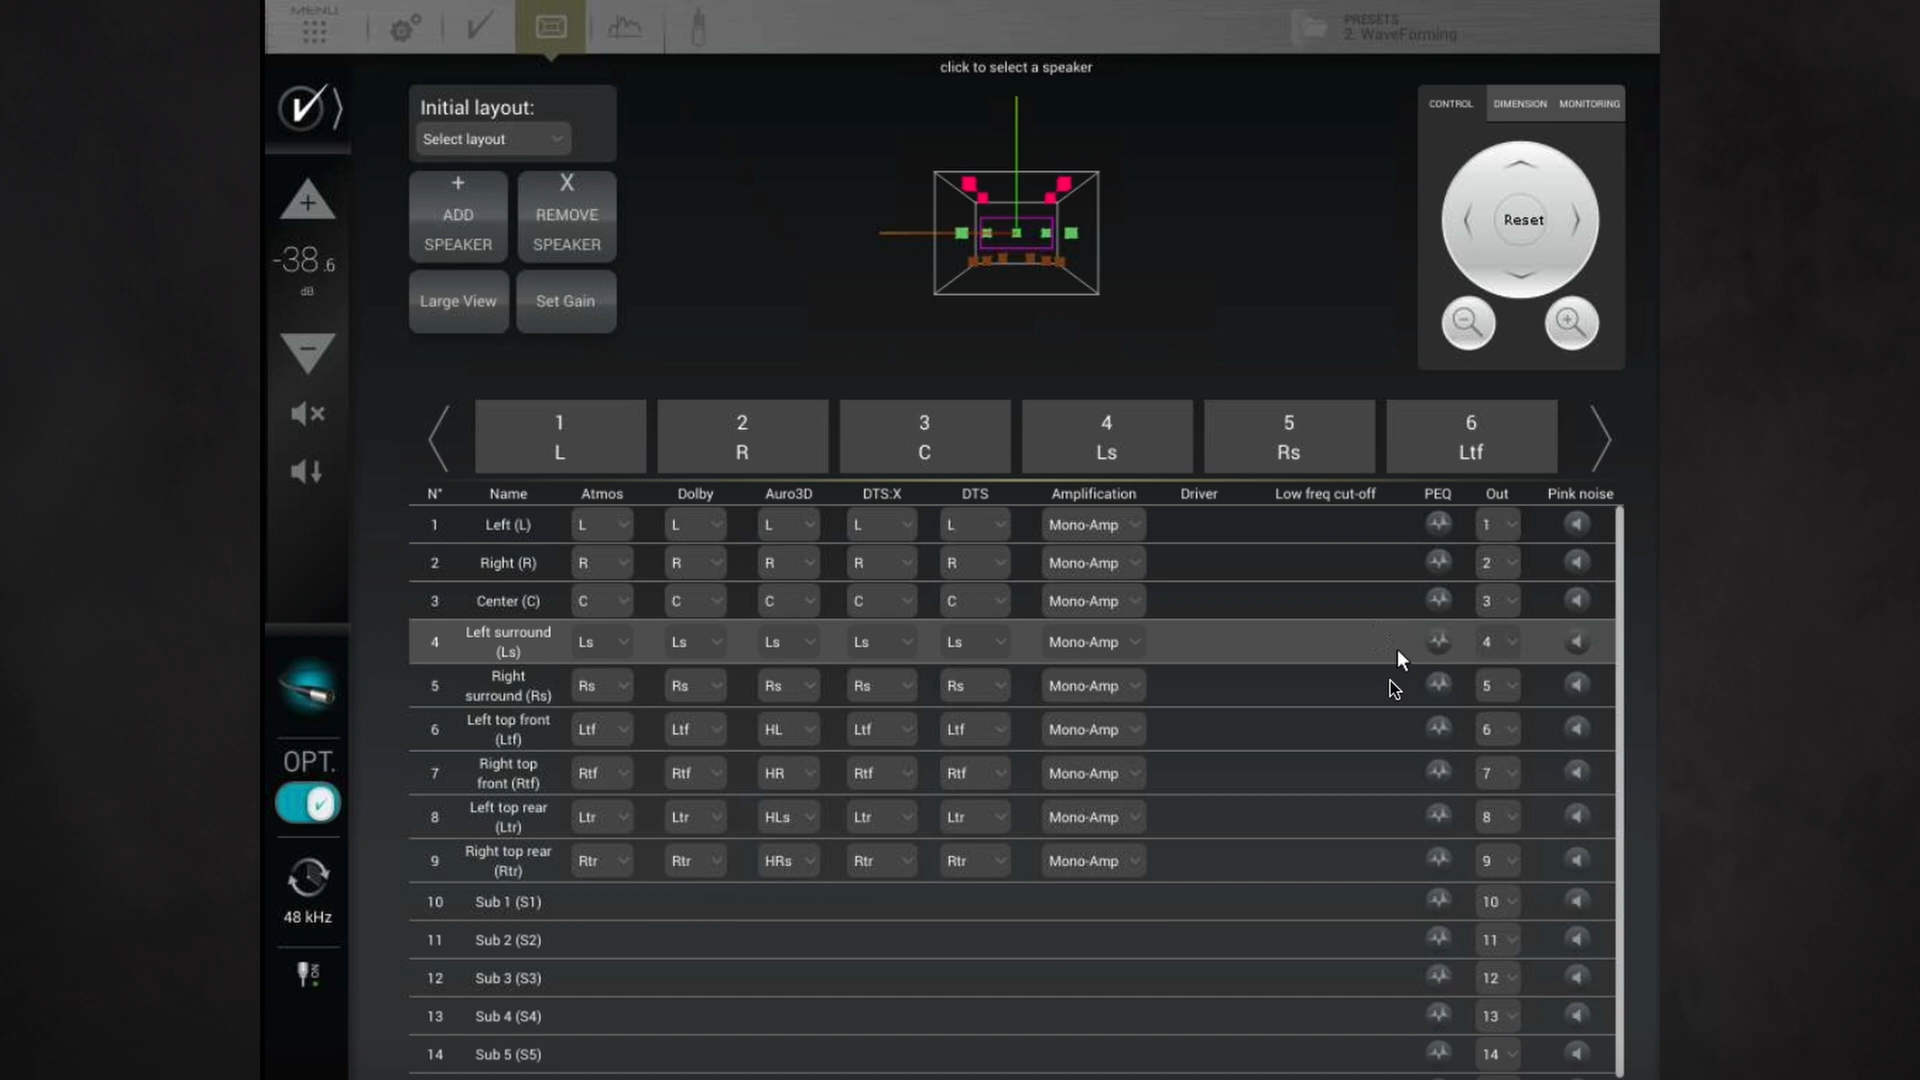 MENU
PRESETS
2. WaveForming
click to select a speaker
Initial layout:
Select layout
+
ADD
SPEAKER
X
REMOVE
SPEAKER
Large View
Set Gain
CONTROL DIMENSION MONITORING
Reset
+
-38.6
dB
OPT.
48 kHz
ON
1
L
2
R
3
C
4
Ls
5
Rs
6
Ltf
N° Name Atmos Dolby Auro3D DTS:X DTS Amplification Driver Low freq cut-off PEQ Out Pink noise
1 Left (L) L L L L L Mono-Amp 1
2 Right (R) R R R R R Mono-Amp 2
3 Center (C) C C C C C Mono-Amp 3
4 Left surround (Ls) Ls Ls Ls Ls Ls Mono-Amp 4
5 Right surround (Rs) Rs Rs Rs Rs Rs Mono-Amp 5
6 Left top front (Ltf) Ltf Ltf HL Ltf Ltf Mono-Amp 6
7 Right top front (Rtf) Rtf Rtf HR Rtf Rtf Mono-Amp 7
8 Left top rear (Ltr) Ltr Ltr HLs Ltr Ltr Mono-Amp 8
9 Right top rear (Rtr) Rtr Rtr HRs Rtr Rtr Mono-Amp 9
10 Sub 1 (S1) 10
11 Sub 2 (S2) 11
12 Sub 3 (S3) 12
13 Sub 4 (S4) 13
14 Sub 5 (S5) 14